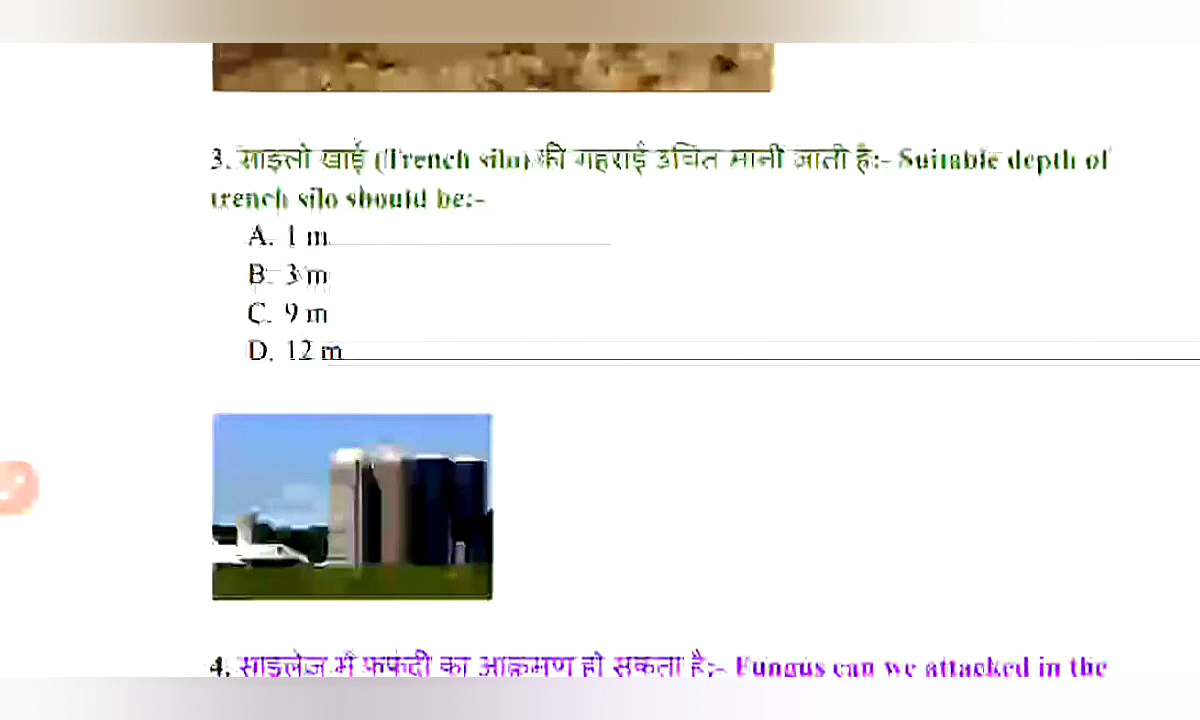 3. साइलो खाई (Trench silo) की गहराई उचित मानी जाती है:- Suitable depth of
trench silo should be:-
A. 1 m
B. 3 m
C. 9 m
D. 12 m
4. साइलेज में फफूंदी का आक्रमण हो सकता है:- Fungus can we attacked in the